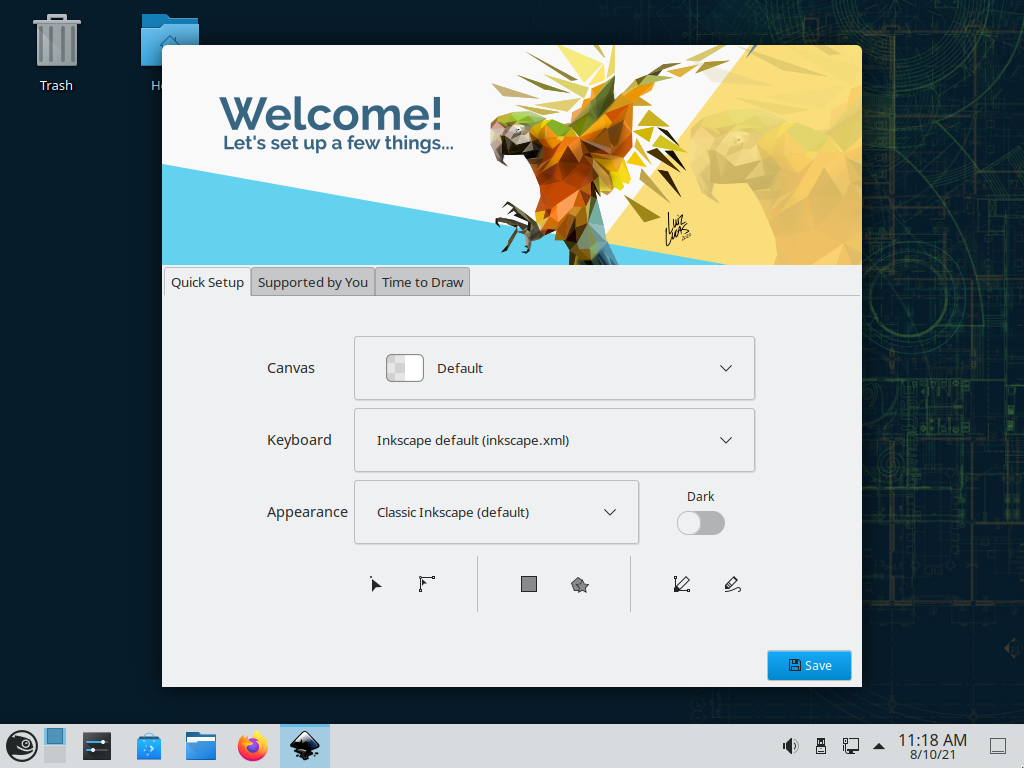 Trash
Welcome!
Let's set up a few things...
Quick Setup
Supported by You
Time to Draw
Canvas
Default
Keyboard
Inkscape default (inkscape.xml)
Appearance
Classic Inkscape (default)
Dark
Save
11:18 AM
8/10/21